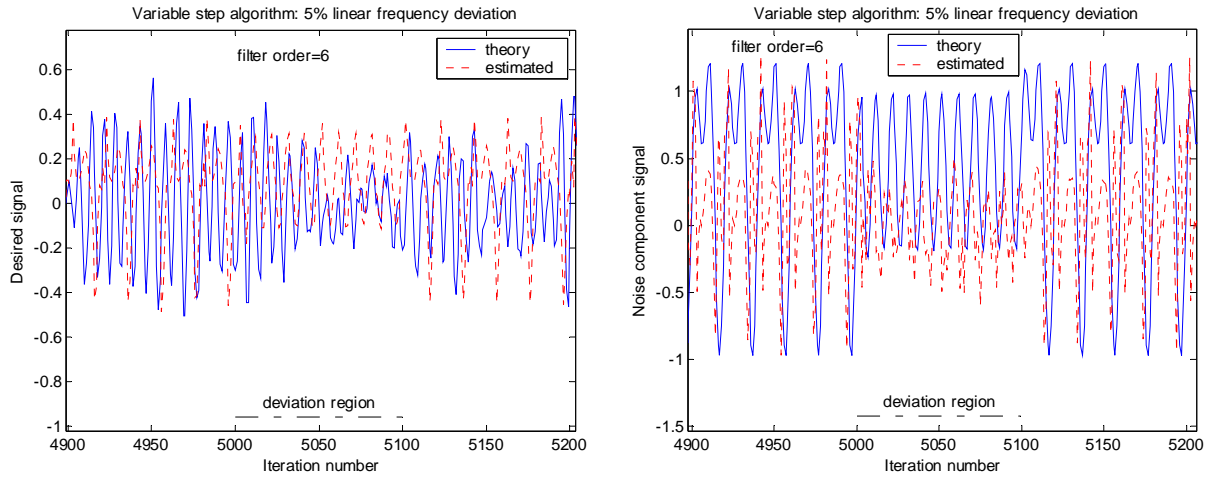 Variable step algorithm: 5% linear frequency deviation
filter order=6
theory
estimated
Desired signal
0.6
0.4
0.2
0
-0.2
-0.4
-0.6
-0.8
-1
deviation region
4900
4950
5000
5050
5100
5150
5200
Iteration number
Variable step algorithm: 5% linear frequency deviation
filter order=6
theory
estimated
Noise component signal
1
0.5
0
-0.5
-1
-1.5
deviation region
4900
4950
5000
5050
5100
5150
5200
Iteration number